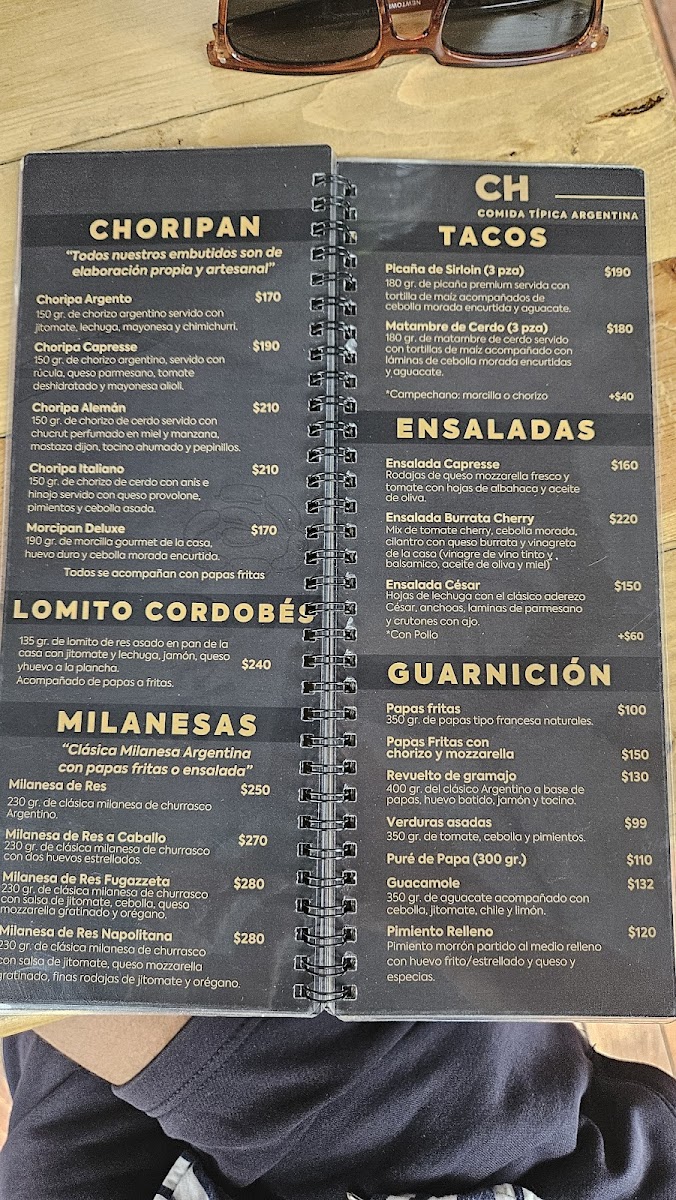 NEWTOWN
CHORIPAN
“Todos nuestros embutidos son de
elaboración propia y artesanal”
Choripa Argento $170
150 gr. de chorizo argentino servido con
jitomate, lechuga, mayonesa y chimichurri.
Choripa Capresse $190
150 gr. de chorizo argentino, servido con
rúcula, queso parmesano, tomate
deshidratado y mayonesa alioli.
Choripa Alemán $210
150 gr. de chorizo de cerdo servido con
chucrut perfumado en miel y manzana,
mostaza dijon, tocino ahumado y pepinillos.
Choripa Italiano $210
150 gr. de chorizo de cerdo con anís e
hinojo servido con queso provolone,
pimientos y cebolla asada.
Morcipan Deluxe $170
190 gr. de morcilla gourmet de la casa,
huevo duro y cebolla morada encurtida.
Todos se acompañan con papas fritas
LOMITO CORDOBÉS
135 gr. de lomito de res asado en pan de la
casa con jitomate y lechuga, jamón, queso
yhuevo a la plancha. $240
Acompañado de papas a fritas.
MILANESAS
“Clásica Milanesa Argentina
con papas fritas o ensalada”
Milanesa de Res $250
230 gr. de clásica milanesa de churrasco
Argentino.
Milanesa de Res a Caballo $270
230 gr. de clásica milanesa de churrasco
con dos huevos estrellados.
Milanesa de Res Fugazzeta $280
230 gr. de clásica milanesa de churrasco
con salsa de jitomate, cebolla, queso
mozzarella gratinado y orégano.
Milanesa de Res Napolitana $280
230 gr. de clásica milanesa de churrasco
con salsa de jitomate, queso mozzarella
gratinado, finas rodajas de jitomate y orégano.
CH
COMIDA TÍPICA ARGENTINA
TACOS
Picaña de Sirloin (3 pza) $190
180 gr. de picaña premium servida con
tortilla de maíz acompañados de
cebolla morada encurtida y aguacate.
Matambre de Cerdo (3 pza) $180
180 gr. de matambre de cerdo servido
con tortillas de maíz acompañado con
láminas de cebolla morada encurtidas
y aguacate.
*Campechano: morcilla o chorizo +$40
ENSALADAS
Ensalada Capresse $160
Rodajas de queso mozzarella fresco y
tomate con hojas de albahaca y aceite
de oliva.
Ensalada Burrata Cherry $220
Mix de tomate cherry, cebolla morada,
cilantro con queso burrata y vinagreta
de la casa (vinagre de vino tinto y
balsamico, aceite de oliva y miel)
Ensalada César $150
Hojas de lechuga con el clásico aderezo
César, anchoas, laminas de parmesano
y crutones con ajo.
*Con Pollo +$60
GUARNICIÓN
Papas fritas $100
350 gr. de papas tipo francesa naturales.
Papas Fritas con
chorizo y mozzarella $150
Revuelto de gramajo $130
400 gr. del clásico Argentino a base de
papas, huevo batido, jamón y tocino.
Verduras asadas $99
350 gr. de tomate, cebolla y pimientos.
Puré de Papa (300 gr.) $110
Guacamole $132
350 gr. de aguacate acompañado con
cebolla, jitomate, chile y limón.
Pimiento Relleno $120
Pimiento morrón partido al medio relleno
con huevo frito/estrellado y queso y
especias.